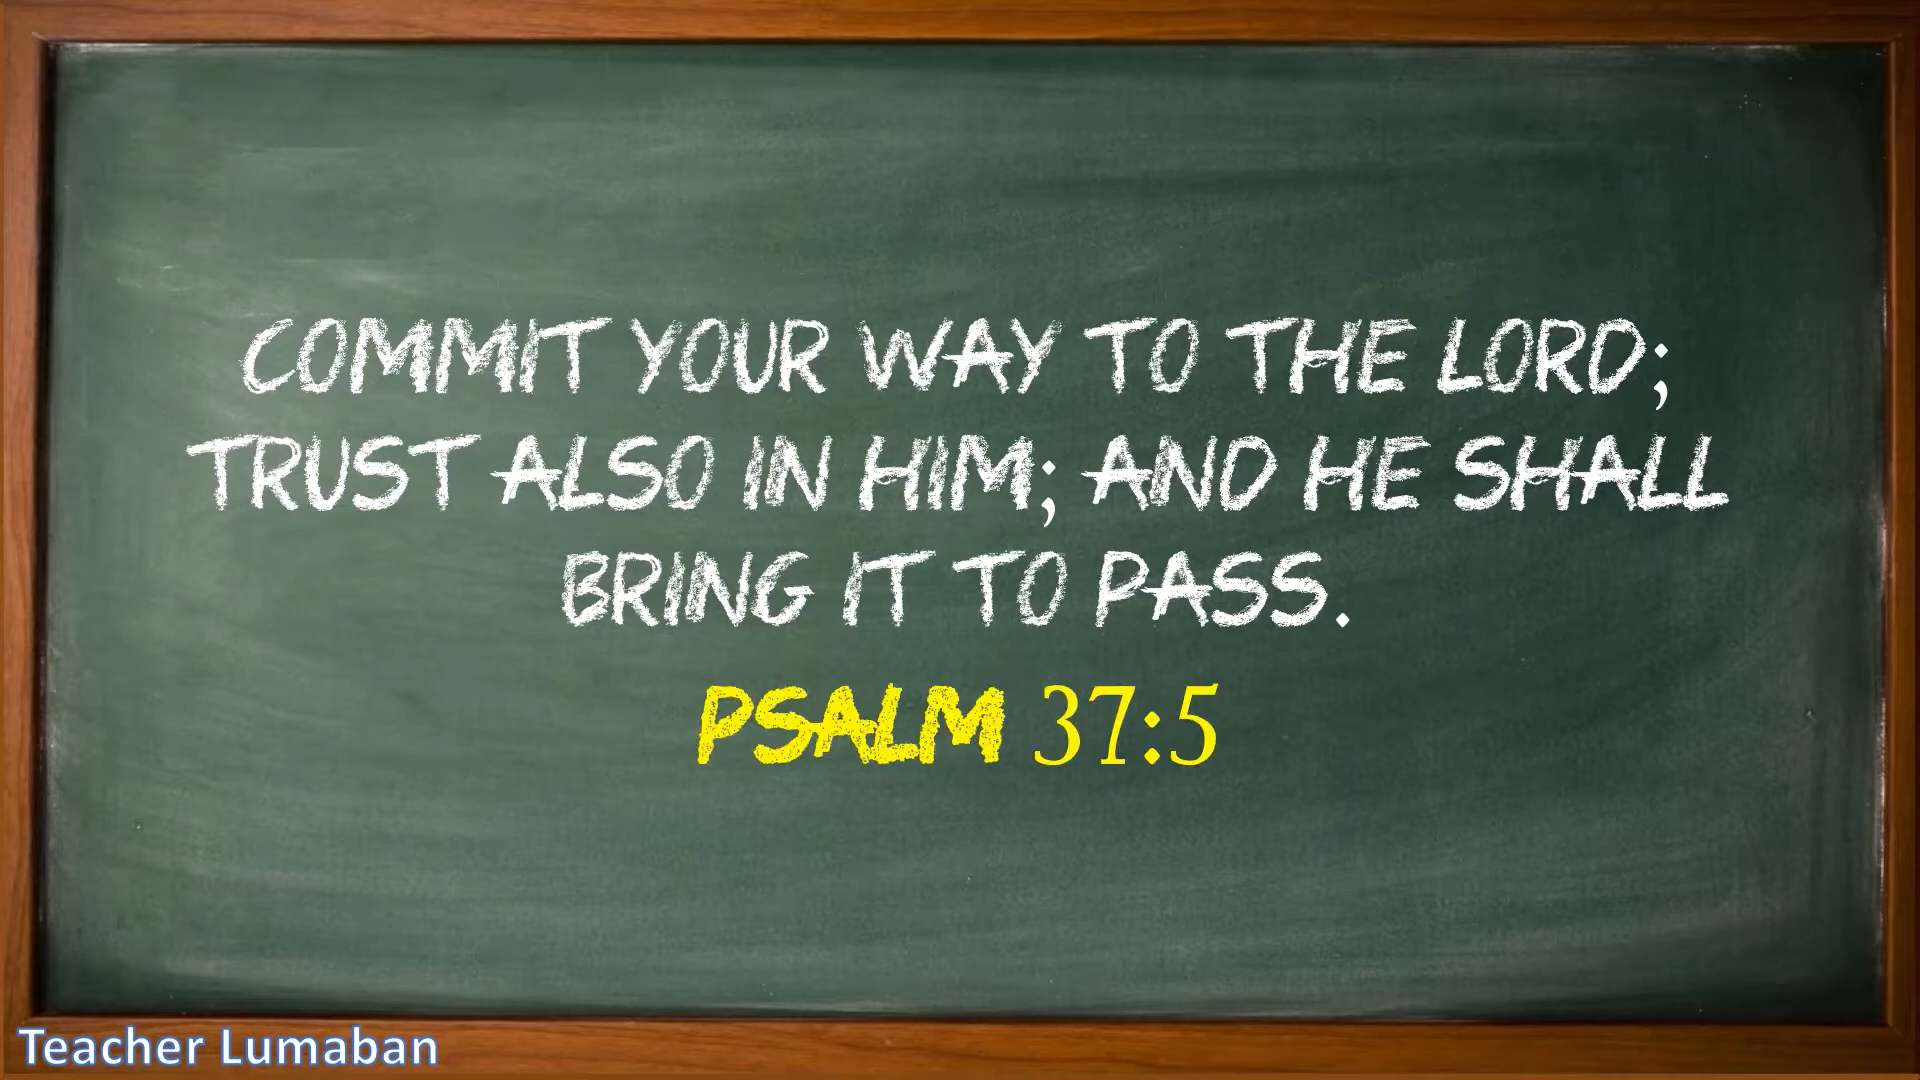 COMMIT YOUR WAY TO THE LORD;
TRUST ALSO IN HIM; AND HE SHALL
BRING IT TO PASS.
PSALM 37:5
Teacher Lumaban